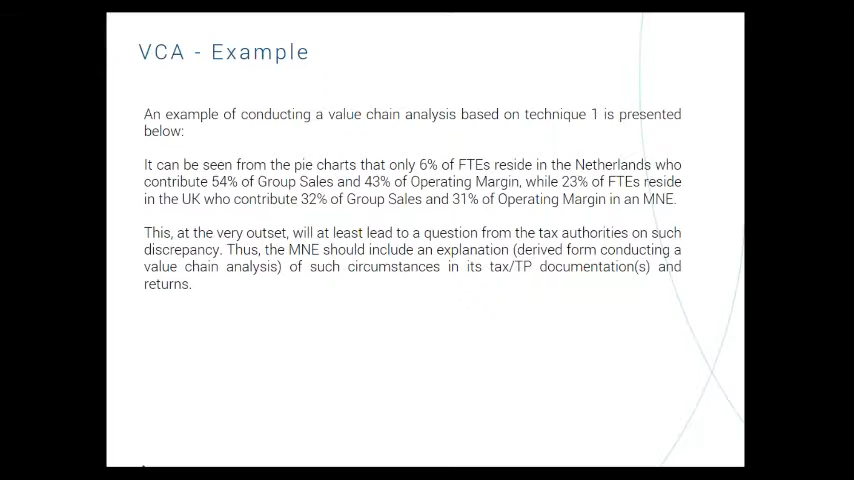 VCA - Example
An example of conducting a value chain analysis based on technique 1 is presented
below:
It can be seen from the pie charts that only 6% of FTEs reside in the Netherlands who
contribute 54% of Group Sales and 43% of Operating Margin, while 23% of FTEs reside
in the UK who contribute 32% of Group Sales and 31% of Operating Margin in an MNE.
This, at the very outset, will at least lead to a question from the tax authorities on such
discrepancy. Thus, the MNE should include an explanation (derived form conducting a
value chain analysis) of such circumstances in its tax/TP documentation(s) and
returns.